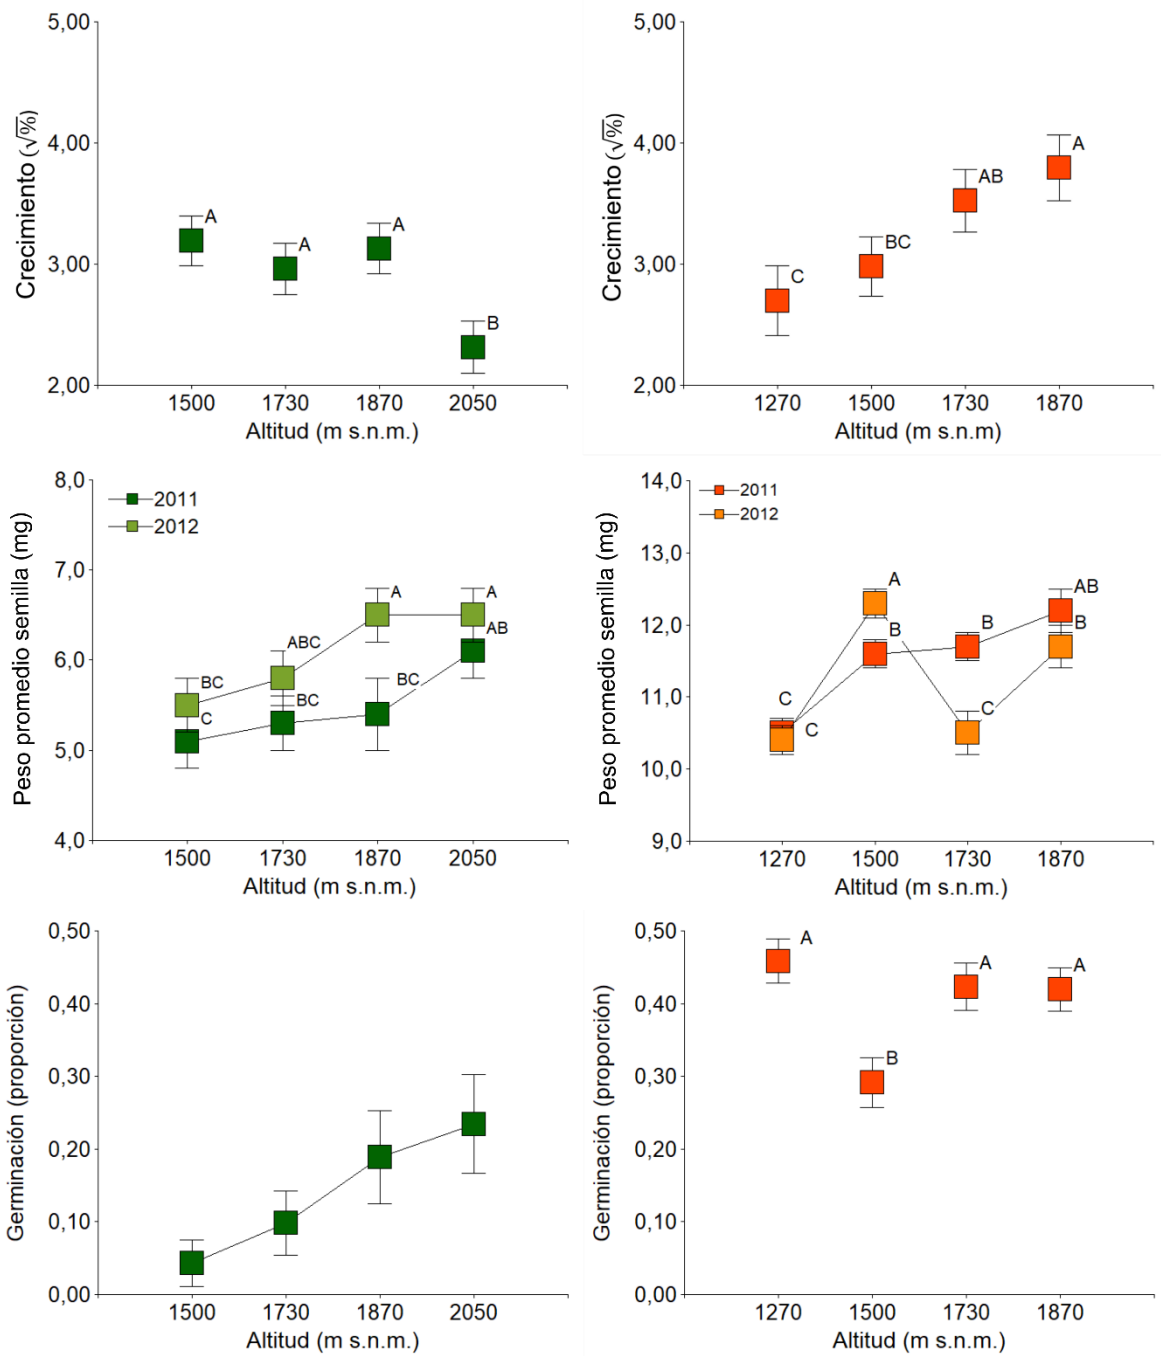 5,00
4,00
3,00
2,00
Crecimiento (√%)
A
A
A
B
1500 1730 1870 2050
Altitud (m s.n.m.)
5,00
4,00
3,00
2,00
Crecimiento (√%)
C
BC
AB
A
1270 1500 1730 1870
Altitud (m s.n.m)
8,0
7,0
6,0
5,0
4,0
Peso promedio semilla (mg)
2011
2012
BC
ABC
A
A
C
BC
BC
AB
1500 1730 1870 2050
Altitud (m s.n.m.)
14,0
13,0
12,0
11,0
10,0
9,0
Peso promedio semilla (mg)
2011
2012
C
C
A
B
B
C
AB
B
1270 1500 1730 1870
Altitud (m s.n.m.)
0,50
0,40
0,30
0,20
0,10
0,00
Germinación (proporción)
1500 1730 1870 2050
Altitud (m s.n.m.)
0,50
0,40
0,30
0,20
0,10
0,00
Germinación (proporción)
A
B
A
A
1270 1500 1730 1870
Altitud (m s.n.m.)